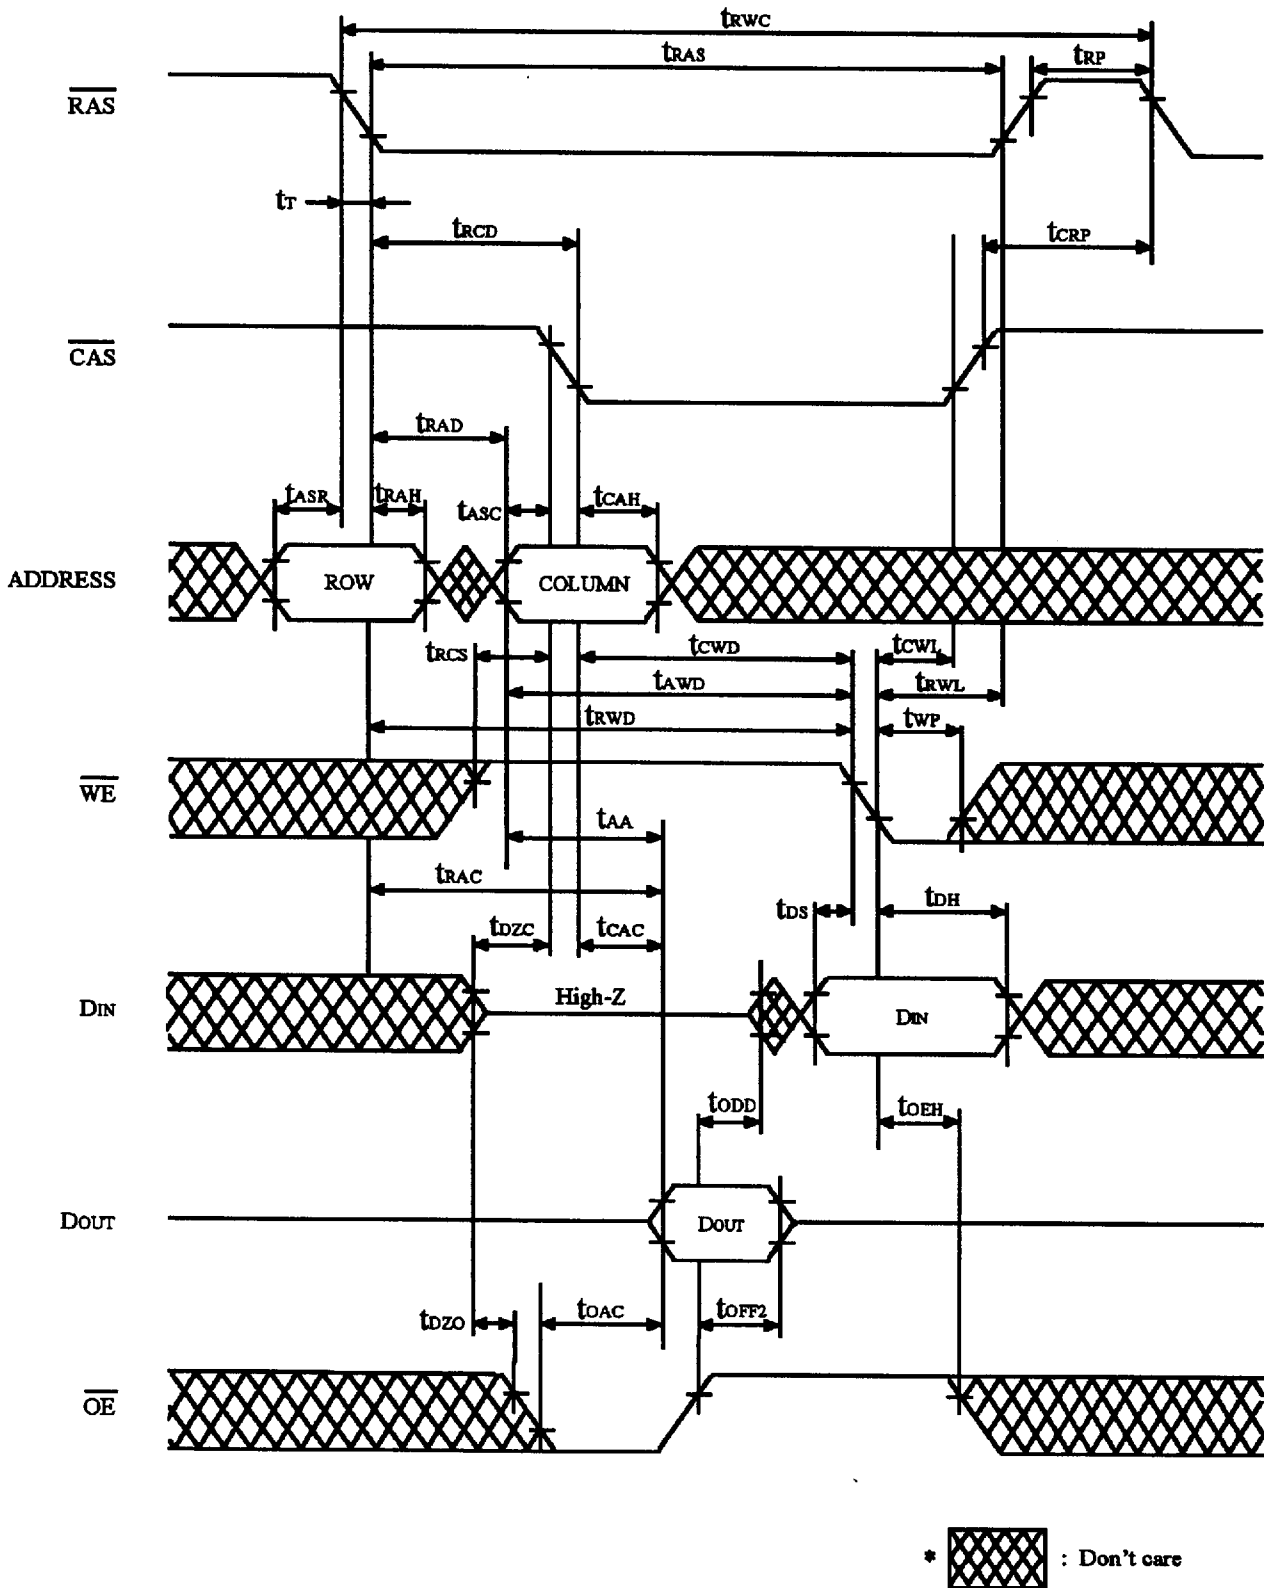 tRWC
tRAS
tRP
RAS
tT
tRCD
tCRP
CAS
tRAD
tASR
tRAH
tASC
tCAH
ADDRESS
ROW
COLUMN
tRCS
tCWD
tCWL
tAWD
tRWL
tRWD
tWP
WE
tAA
tRAC
tDS
tDH
tDZC
tCAC
DIN
High-Z
DIN
tODD
tOEH
DOUT
DOUT
tDZO
tOAC
tOFF2
OE
* : Don't care